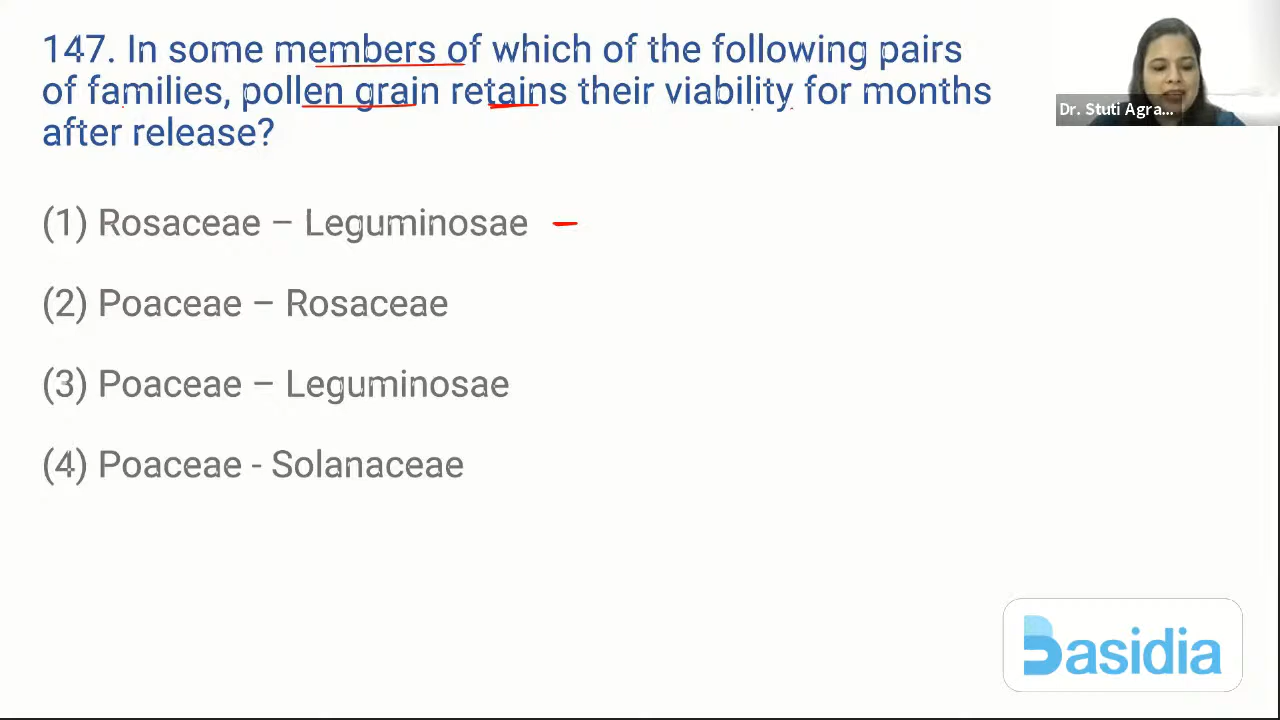 147. In some members of which of the following pairs
of families, pollen grain retains their viability for months
after release?
Dr. Stuti Agra...
(1) Rosaceae – Leguminosae
(2) Poaceae – Rosaceae
(3) Poaceae – Leguminosae
(4) Poaceae - Solanaceae
Basidia